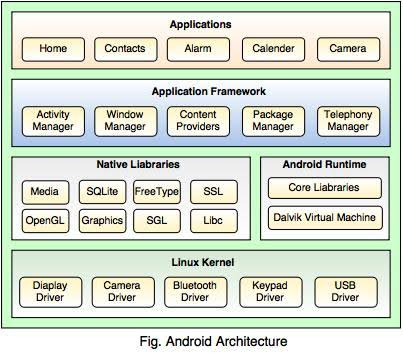 Applications
Home Contacts Alarm Calender Camera
Application Framework
Activity Manager
Window Manager
Content Providers
Package Manager
Telephony Manager
Native Liabraries
Media SQLite FreeType SSL
OpenGL Graphics SGL Libc
Android Runtime
Core Liabraries
Dalvik Virtual Machine
Linux Kernel
Diaplay Driver
Camera Driver
Bluetooth Driver
Keypad Driver
USB Driver
Fig. Android Architecture